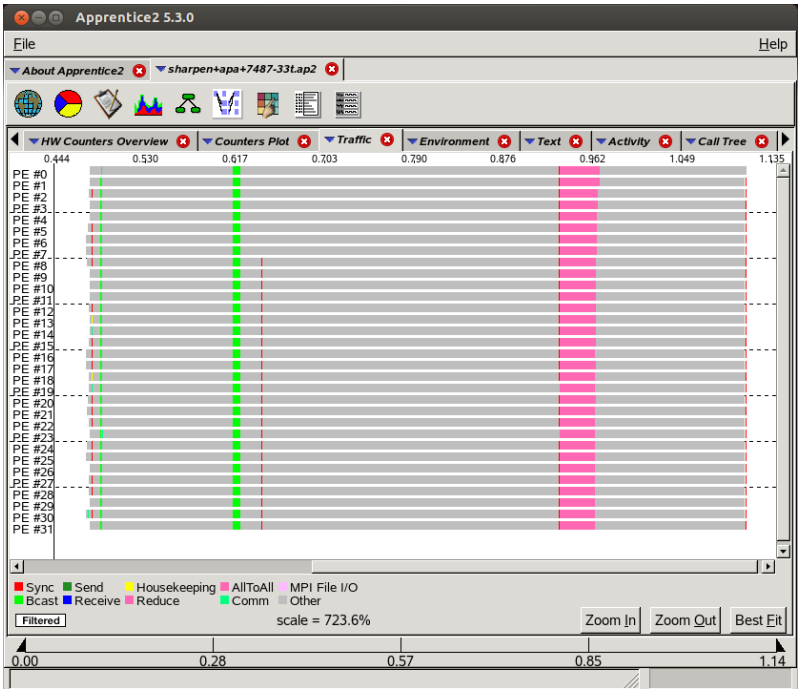 Apprentice2 5.3.0
File Help
About Apprentice2 sharpen+apa+7487-33t.ap2
HW Counters Overview Counters Plot Traffic Environment Text Activity Call Tree
0.444 0.530 0.617 0.703 0.790 0.876 0.962 1.049 1.135
PE #0
PE #1
PE #2
PE #3
PE #4
PE #5
PE #6
PE #7
PE #8
PE #9
PE #10
PE #11
PE #12
PE #13
PE #14
PE #15
PE #16
PE #17
PE #18
PE #19
PE #20
PE #21
PE #22
PE #23
PE #24
PE #25
PE #26
PE #27
PE #28
PE #29
PE #30
PE #31
Sync Send Housekeeping AllToAll MPI File I/O
Bcast Receive Reduce Comm Other
Filtered scale = 723.6% Zoom In Zoom Out Best Fit
0.00 0.28 0.57 0.85 1.14